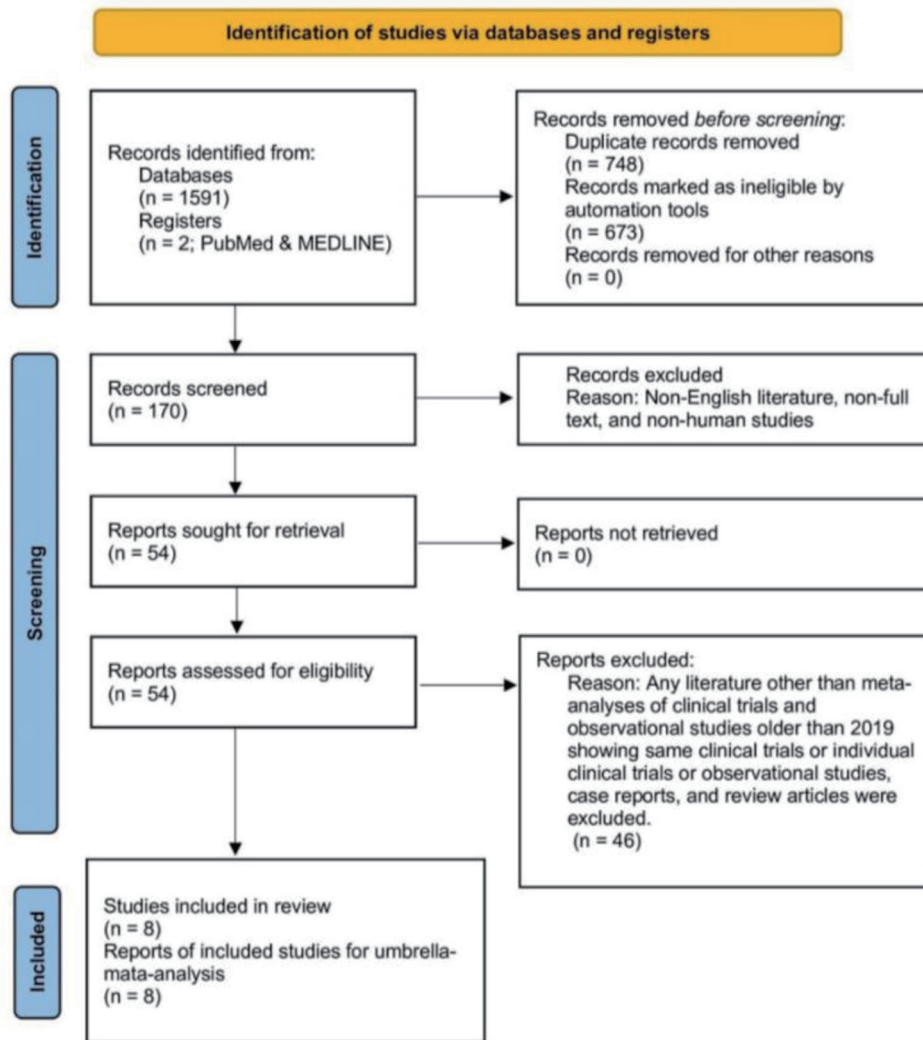 Identification of studies via databases and registers
Identification
Records identified from:
Databases
(n = 1591)
Registers
(n = 2; PubMed & MEDLINE)
Records removed before screening:
Duplicate records removed
(n = 748)
Records marked as ineligible by
automation tools
(n = 673)
Records removed for other reasons
(n = 0)
Screening
Records screened
(n = 170)
Records excluded
Reason: Non-English literature, non-full
text, and non-human studies
Reports sought for retrieval
(n = 54)
Reports not retrieved
(n = 0)
Reports assessed for eligibility
(n = 54)
Reports excluded:
Reason: Any literature other than meta-
analyses of clinical trials and
observational studies older than 2019
showing same clinical trials or individual
clinical trials or observational studies,
case reports, and review articles were
excluded.
(n = 46)
Included
Studies included in review
(n = 8)
Reports of included studies for umbrella-
mata-analysis
(n = 8)